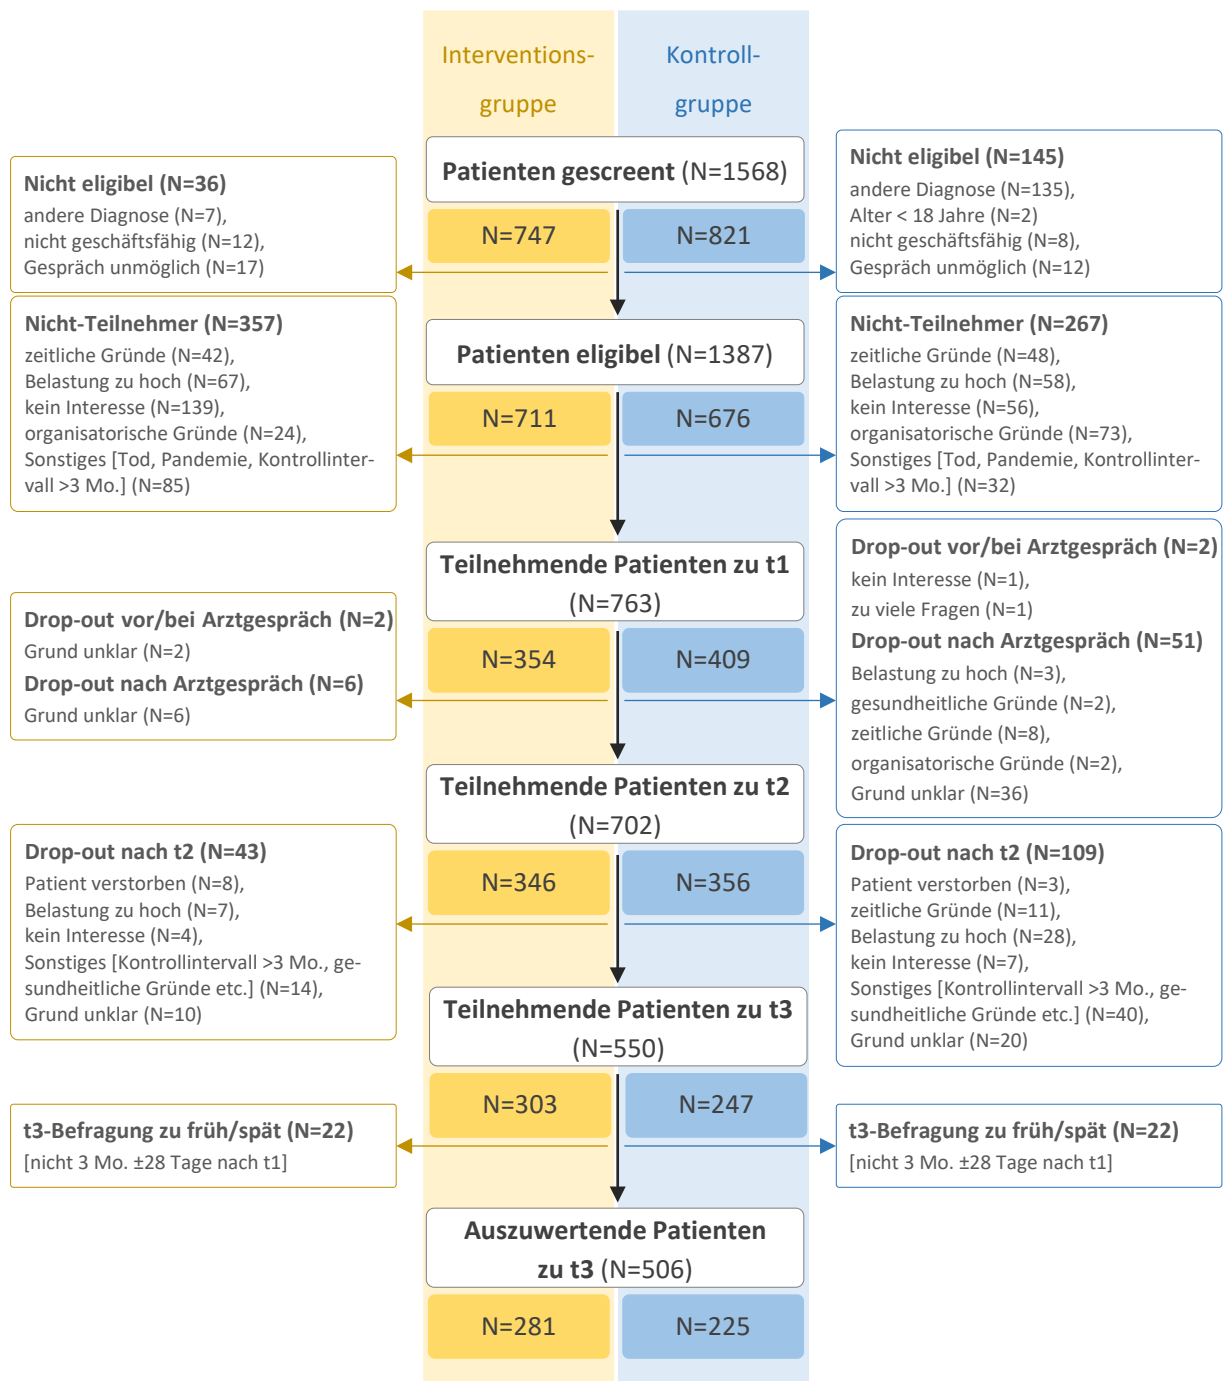 Interventions-
gruppe
Kontroll-
gruppe
Patienten gescreent (N=1568)
N=747
N=821
Nicht eligibel (N=36)
andere Diagnose (N=7),
nicht geschäftsfähig (N=12),
Gespräch unmöglich (N=17)
Nicht eligibel (N=145)
andere Diagnose (N=135),
Alter < 18 Jahre (N=2)
nicht geschäftsfähig (N=8),
Gespräch unmöglich (N=12)
Patienten eligibel (N=1387)
N=711
N=676
Nicht-Teilnehmer (N=357)
zeitliche Gründe (N=42),
Belastung zu hoch (N=67),
kein Interesse (N=139),
organisatorische Gründe (N=24),
Sonstiges [Tod, Pandemie, Kontrollinter-
vall >3 Mo.] (N=85)
Nicht-Teilnehmer (N=267)
zeitliche Gründe (N=48),
Belastung zu hoch (N=58),
kein Interesse (N=56),
organisatorische Gründe (N=73),
Sonstiges [Tod, Pandemie, Kontrollinter-
vall >3 Mo.] (N=32)
Teilnehmende Patienten zu t1
(N=763)
N=354
N=409
Drop-out vor/bei Arztgespräch (N=2)
Grund unklar (N=2)
Drop-out nach Arztgespräch (N=6)
Grund unklar (N=6)
Drop-out vor/bei Arztgespräch (N=2)
kein Interesse (N=1),
zu viele Fragen (N=1)
Drop-out nach Arztgespräch (N=51)
Belastung zu hoch (N=3),
gesundheitliche Gründe (N=2),
zeitliche Gründe (N=8),
organisatorische Gründe (N=2),
Grund unklar (N=36)
Teilnehmende Patienten zu t2
(N=702)
N=346
N=356
Drop-out nach t2 (N=43)
Patient verstorben (N=8),
Belastung zu hoch (N=7),
kein Interesse (N=4),
Sonstiges [Kontrollintervall >3 Mo., ge-
sundheitliche Gründe etc.] (N=14),
Grund unklar (N=10)
Drop-out nach t2 (N=109)
Patient verstorben (N=3),
zeitliche Gründe (N=11),
Belastung zu hoch (N=28),
kein Interesse (N=7),
Sonstiges [Kontrollintervall >3 Mo., ge-
sundheitliche Gründe etc.] (N=40),
Grund unklar (N=20)
Teilnehmende Patienten zu t3
(N=550)
N=303
N=247
t3-Befragung zu früh/spät (N=22)
[nicht 3 Mo. ±28 Tage nach t1]
t3-Befragung zu früh/spät (N=22)
[nicht 3 Mo. ±28 Tage nach t1]
Auszuwertende Patienten
zu t3 (N=506)
N=281
N=225